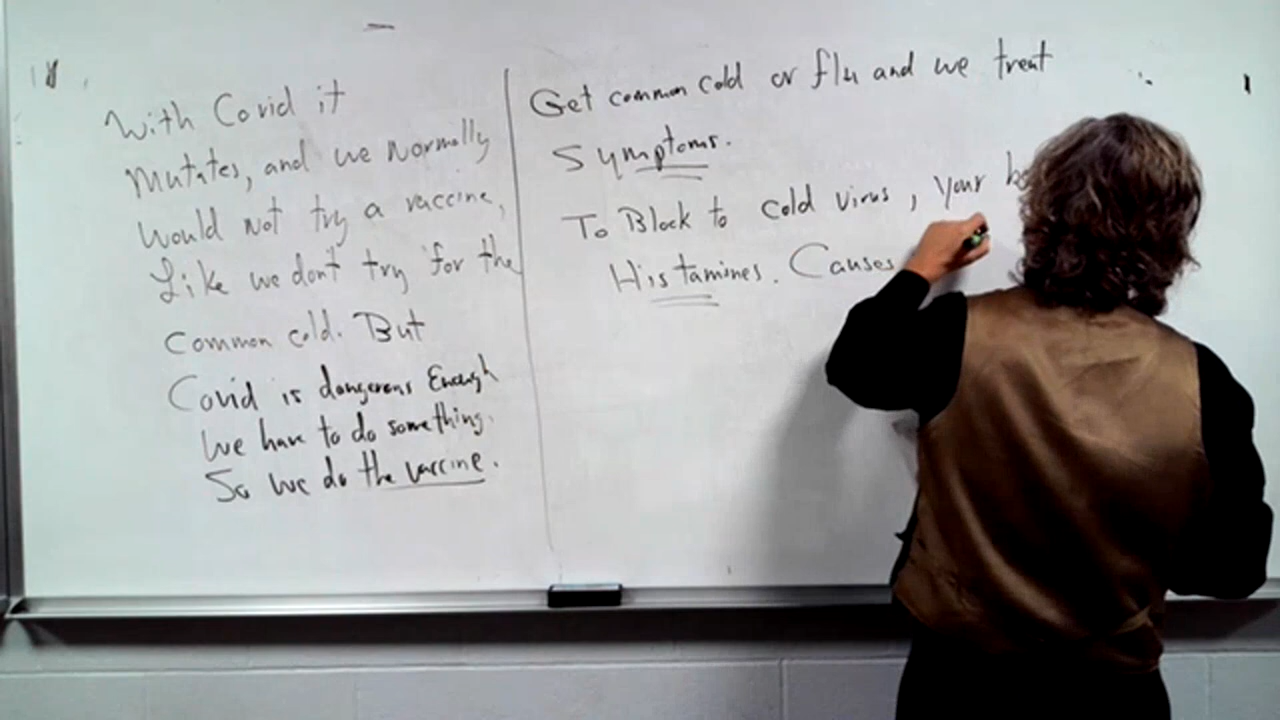 With Covid it
Mutates, and we Normally
Would not try a vaccine,
Like we don't try for the
Common cold. But
Covid is dangerous Enough
We have to do something.
So we do the vaccine.
Get common cold or flu and we treat
Symptoms.
To Block to cold virus, your
Histamines. Causes